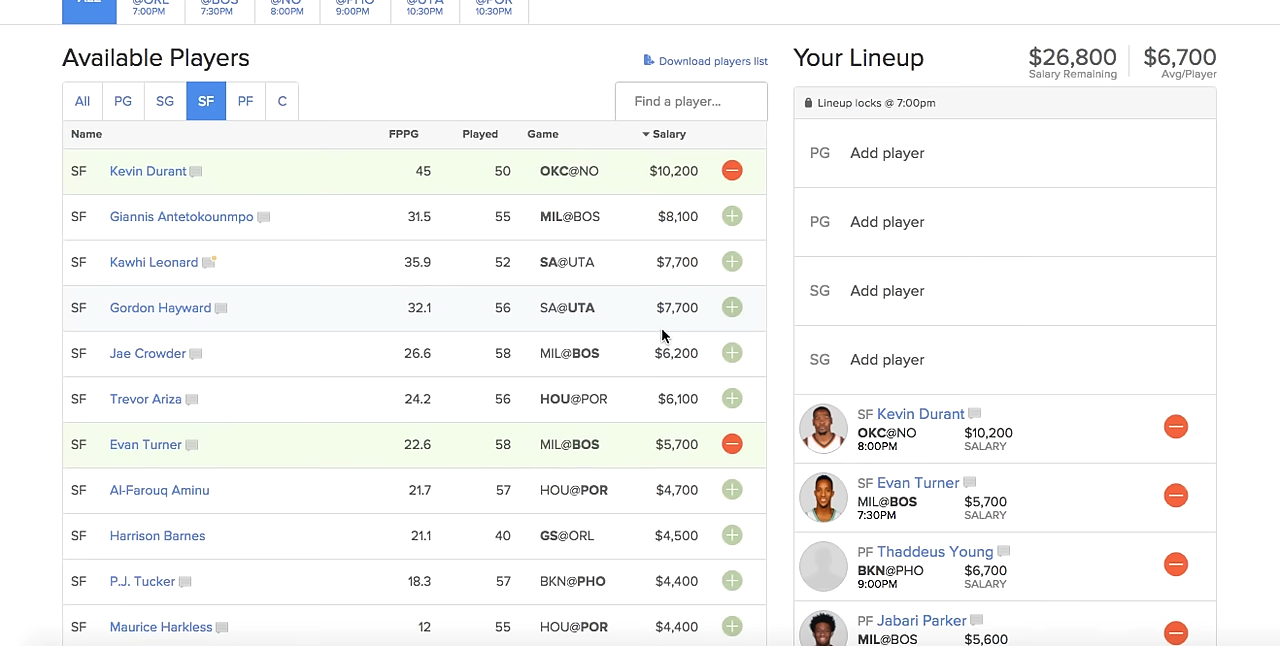 ALL @ORL @BOS @NO @PHO @UTA @POR
7:00PM 7:30PM 8:00PM 9:00PM 10:30PM 10:30PM
Available Players
Download players list
All PG SG SF PF C
Find a player...
Name FPPG Played Game Salary
SF Kevin Durant 45 50 OKC@NO $10,200
SF Giannis Antetokounmpo 31.5 55 MIL@BOS $8,100
SF Kawhi Leonard 35.9 52 SA@UTA $7,700
SF Gordon Hayward 32.1 56 SA@UTA $7,700
SF Jae Crowder 26.6 58 MIL@BOS $6,200
SF Trevor Ariza 24.2 56 HOU@POR $6,100
SF Evan Turner 22.6 58 MIL@BOS $5,700
SF Al-Farouq Aminu 21.7 57 HOU@POR $4,700
SF Harrison Barnes 21.1 40 GS@ORL $4,500
SF P.J. Tucker 18.3 57 BKN@PHO $4,400
SF Maurice Harkless 12 55 HOU@POR $4,400
Your Lineup
$26,800 $6,700
Salary Remaining Avg/Player
Lineup locks @ 7:00pm
PG Add player
PG Add player
SG Add player
SG Add player
SF Kevin Durant
OKC@NO $10,200
8:00PM SALARY
SF Evan Turner
MIL@BOS $5,700
7:30PM SALARY
PF Thaddeus Young
BKN@PHO $6,700
9:00PM SALARY
PF Jabari Parker
MIL@BOS $5,600